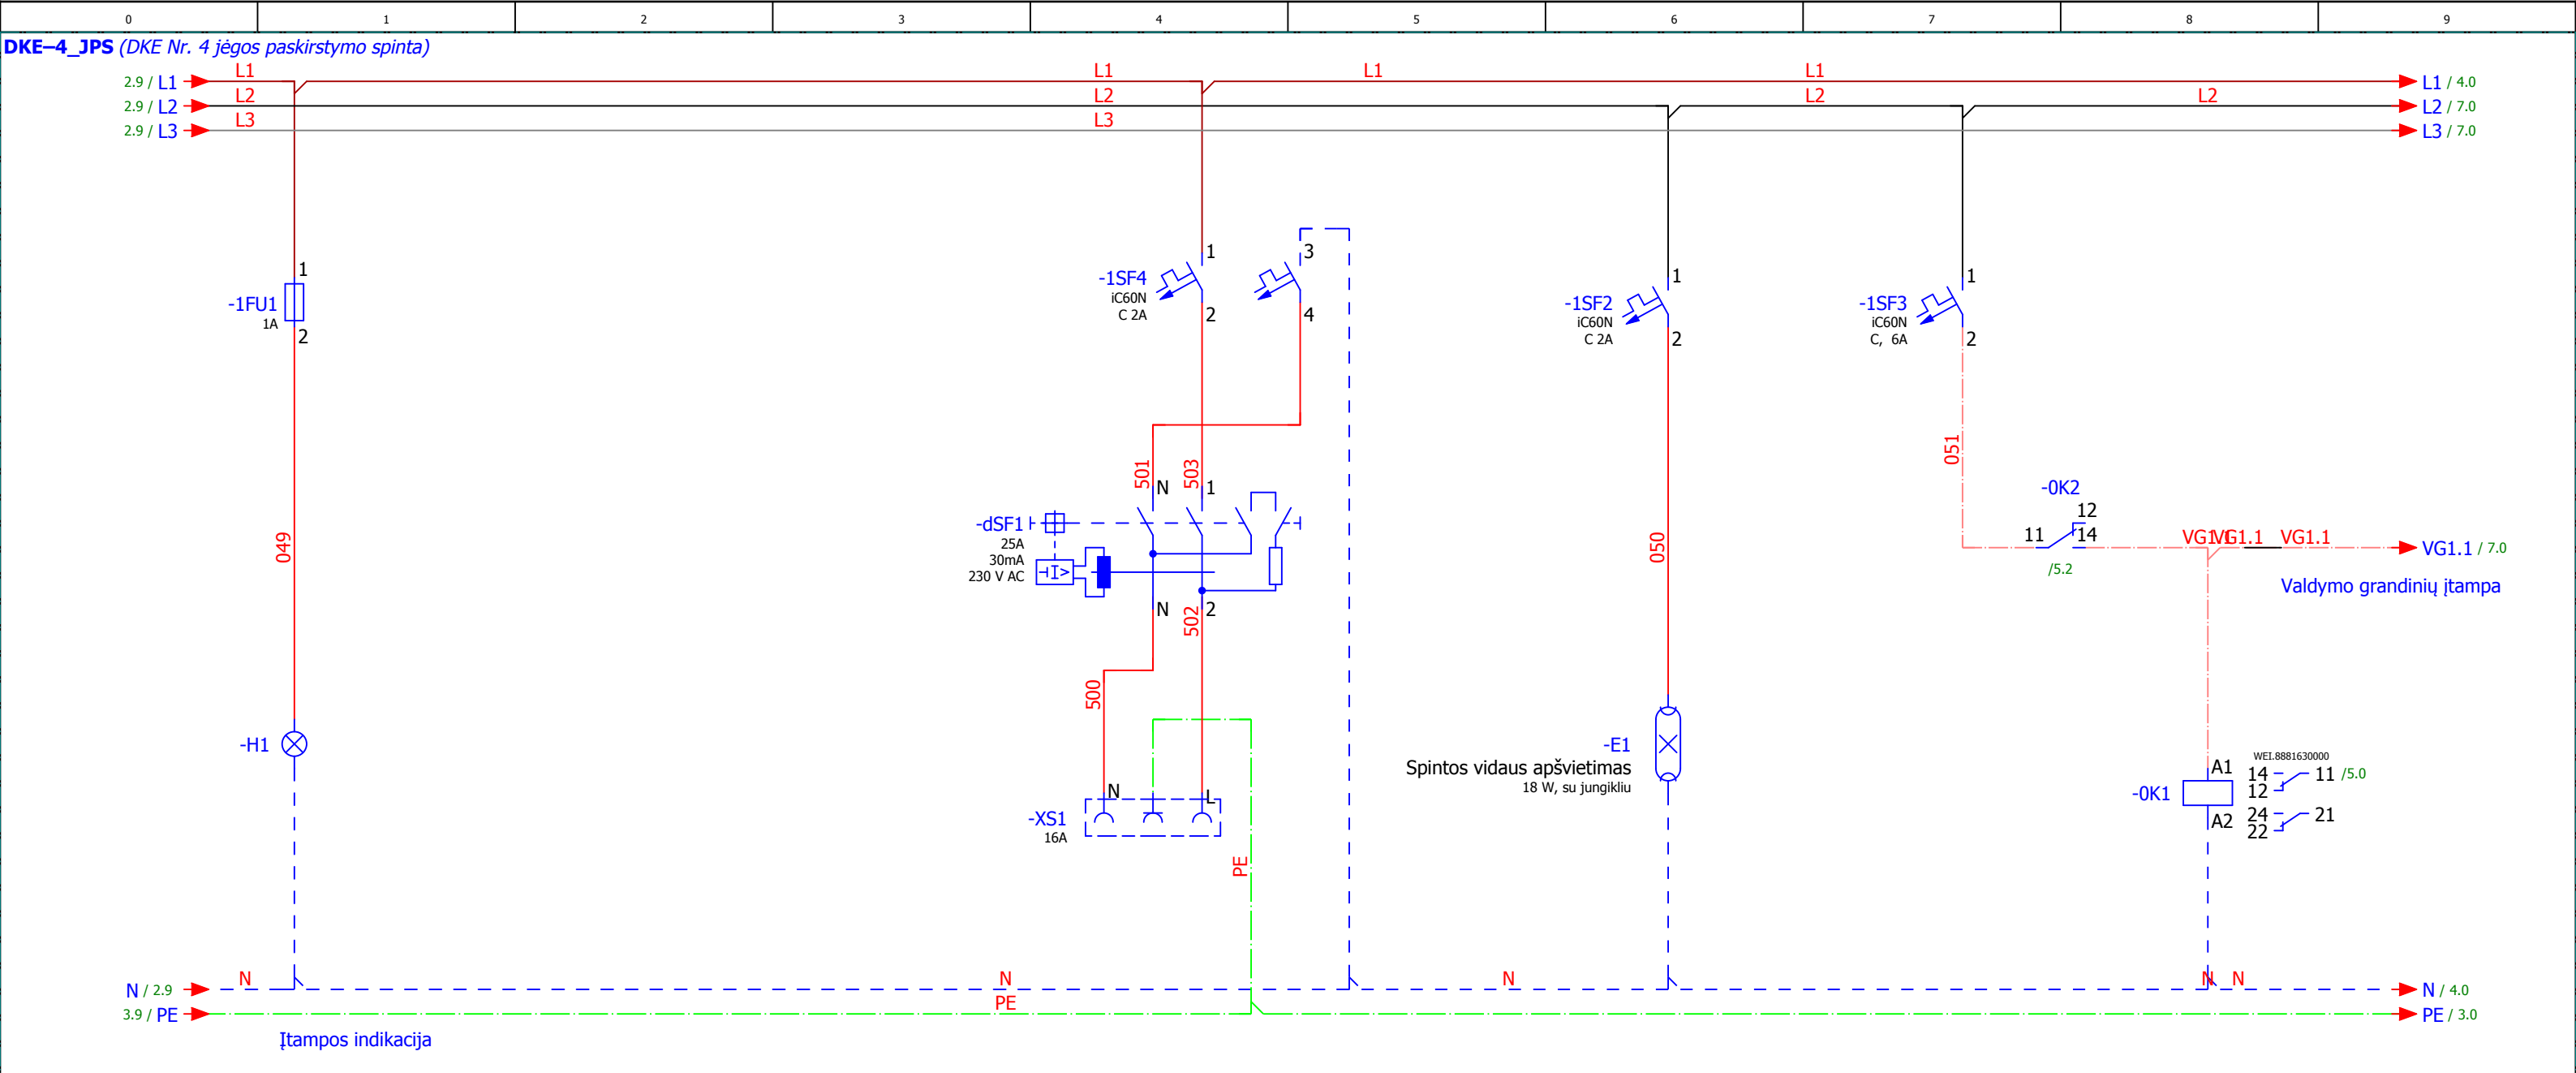 0 1 2 3 4 5 6 7 8 9
DKE–4_JPS (DKE Nr. 4 jėgos paskirstymo spinta)
2.9 / L1 L1 L1 L1 L1 L1 / 4.0
2.9 / L2 L2 L2 L2 L2 L2 / 7.0
2.9 / L3 L3 L3 L3 / 7.0
1
-1FU1
1A
2
049
-H1
1
-1SF4
iC60N
C 2A
2
3
4
501
503
N
1
-dSF1
25A
30mA
230 V AC
I>
N
2
502
500
N
L
-XS1
16A
PE
1
-1SF2
iC60N
C 2A
2
050
-E1
Spintos vidaus apšvietimas
18 W, su jungikliu
1
-1SF3
iC60N
C, 6A
2
051
-0K2
12
11
14
/5.2
VG1.1 VG1.1 VG1.1
VG1.1 / 7.0
Valdymo grandinių įtampa
WEI.8881630000
A1
14 11 /5.0
12
-0K1
A2
24 21
22
N / 2.9 N N N N N N / 4.0
3.9 / PE PE PE / 3.0
Įtampos indikacija